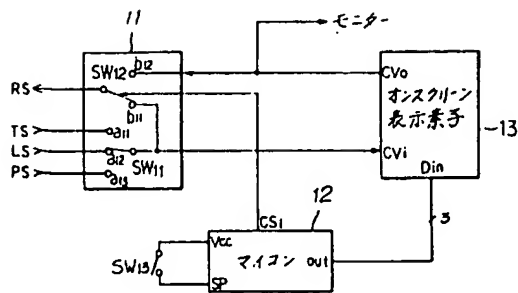 11
モニター
SW12
b12
RS
b11
TS
a11
LS
a12
SW11
PS
a13
CVo
オンスクリーン
表示素子
13
CVi
Din
3
12
CS1
Vcc
マイコン
out
SP
SW13